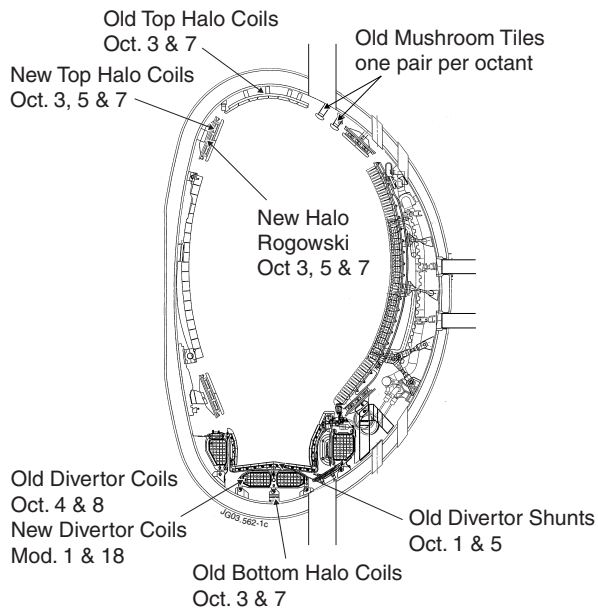 Old Top Halo Coils
Oct. 3 & 7
Old Mushroom Tiles
one pair per octant
New Top Halo Coils
Oct. 3, 5 & 7
New Halo
Rogowski
Oct 3, 5 & 7
Old Divertor Coils
Oct. 4 & 8
New Divertor Coils
Mod. 1 & 18
JG03.562-1c
Old Divertor Shunts
Oct. 1 & 5
Old Bottom Halo Coils
Oct. 3 & 7